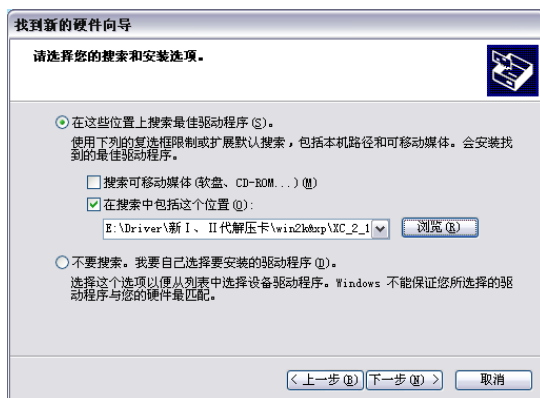 找到新的硬件向导
请选择您的搜索和安装选项。
在这些位置上搜索最佳驱动程序(S)。
使用下列的复选框限制或扩展默认搜索，包括本机路径和可移动媒体。会安装找
到的最佳驱动程序。
搜索可移动媒体(软盘、CD-ROM...)(M)
在搜索中包括这个位置(O):
E:\Driver\新Ⅰ、Ⅱ代解压卡\win2k&xp\XC_2_1
浏览(R)
不要搜索。我要自己选择要安装的驱动程序(D)。
选择这个选项以便从列表中选择设备驱动程序。Windows 不能保证您所选择的驱
动程序与您的硬件最匹配。
< 上一步(B) 下一步(N) > 取消